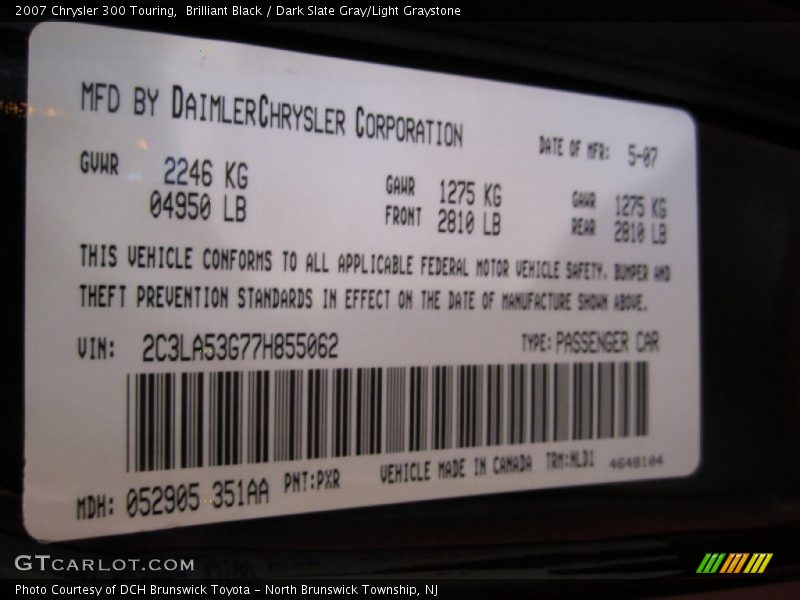 2007 Chrysler 300 Touring,  Brilliant Black / Dark Slate Gray/Light Graystone
MFD BY DAIMLERCHRYSLER CORPORATION
DATE OF MFR: 5-07
GVWR 2246 KG
04950 LB
GAWR 1275 KG
FRONT 2810 LB
GAWR 1275 KG
REAR 2810 LB
THIS VEHICLE CONFORMS TO ALL APPLICABLE FEDERAL MOTOR VEHICLE SAFETY, BUMPER AND
THEFT PREVENTION STANDARDS IN EFFECT ON THE DATE OF MANUFACTURE SHOWN ABOVE.
VIN: 2C3LA53G77H855062 TYPE: PASSENGER CAR
MDH: 052905 351AA PNT:PXR VEHICLE MADE IN CANADA TRM:NLD1 4648104
GTCARLOT.COM
Photo Courtesy of DCH Brunswick Toyota – North Brunswick Township, NJ